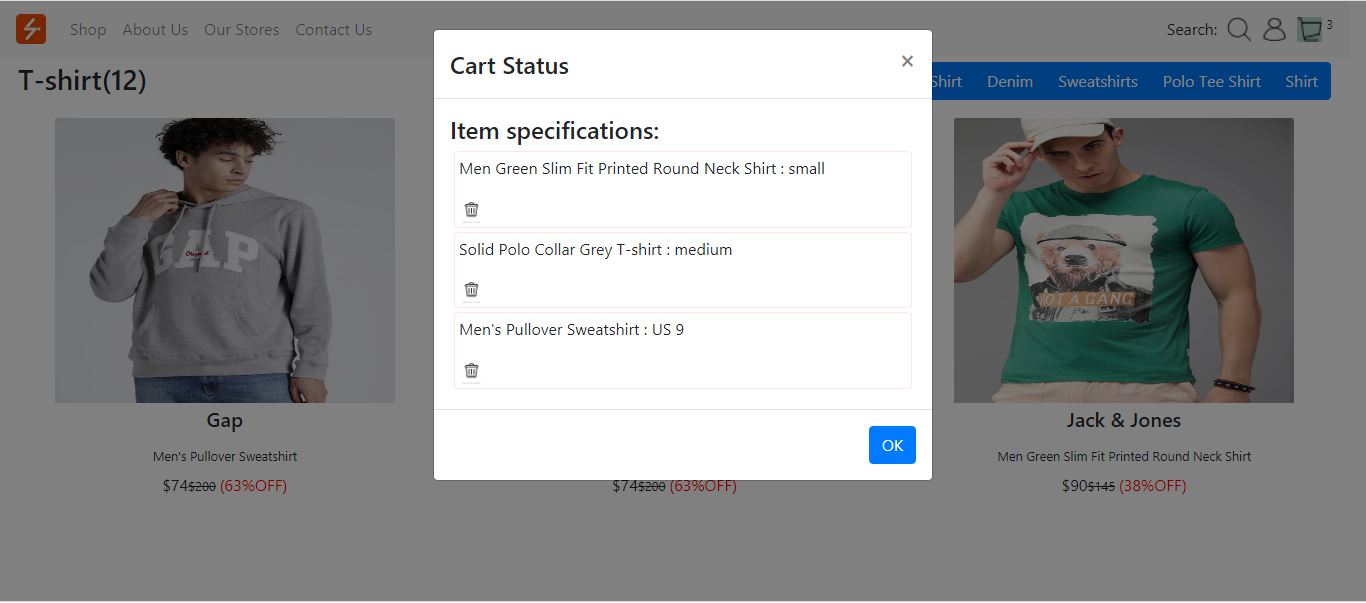 Shop About Us Our Stores Contact Us
Search:
3
T-shirt(12)
Shirt Denim Sweatshirts Polo Tee Shirt Shirt
Cart Status
×
Item specifications:
Men Green Slim Fit Printed Round Neck Shirt : small
Solid Polo Collar Grey T-shirt : medium
Men's Pullover Sweatshirt : US 9
OK
GAP
Gap
Men's Pullover Sweatshirt
$74$200 (63%OFF)
$74$200 (63%OFF)
NOT A GANG
Jack & Jones
Men Green Slim Fit Printed Round Neck Shirt
$90$145 (38%OFF)